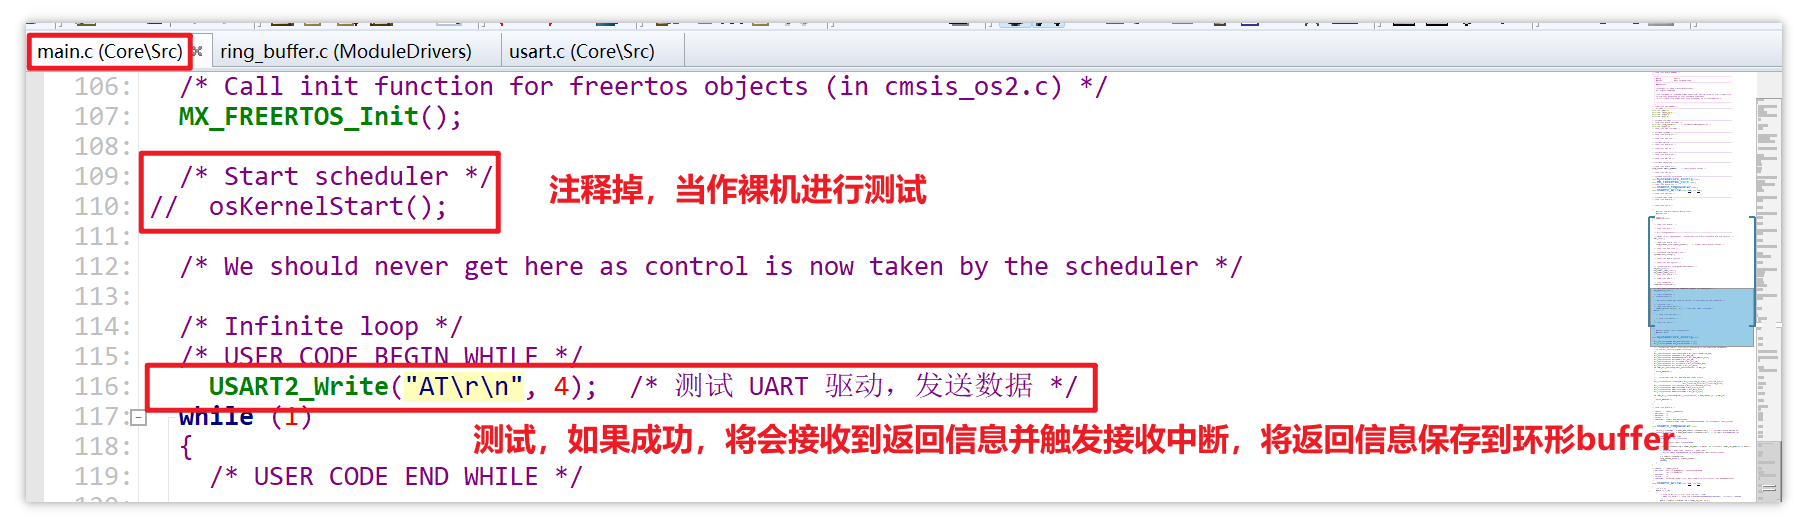 main.c (Core\Src) ring_buffer.c (ModuleDrivers) usart.c (Core\Src)
106: /* Call init function for freertos objects (in cmsis_os2.c) */
107: MX_FREERTOS_Init();
108:
109: /* Start scheduler */
注释掉，当作裸机进行测试
110: // osKernelStart();
111:
112: /* We should never get here as control is now taken by the scheduler */
113:
114: /* Infinite loop */
115: /* USER CODE BEGIN WHILE */
116: USART2_Write("AT\r\n", 4); /* 测试 UART 驱动，发送数据 */
117: while (1)
118: {
测试，如果成功，将会接收到返回信息并触发接收中断，将返回信息保存到环形buffer
119: /* USER CODE END WHILE */